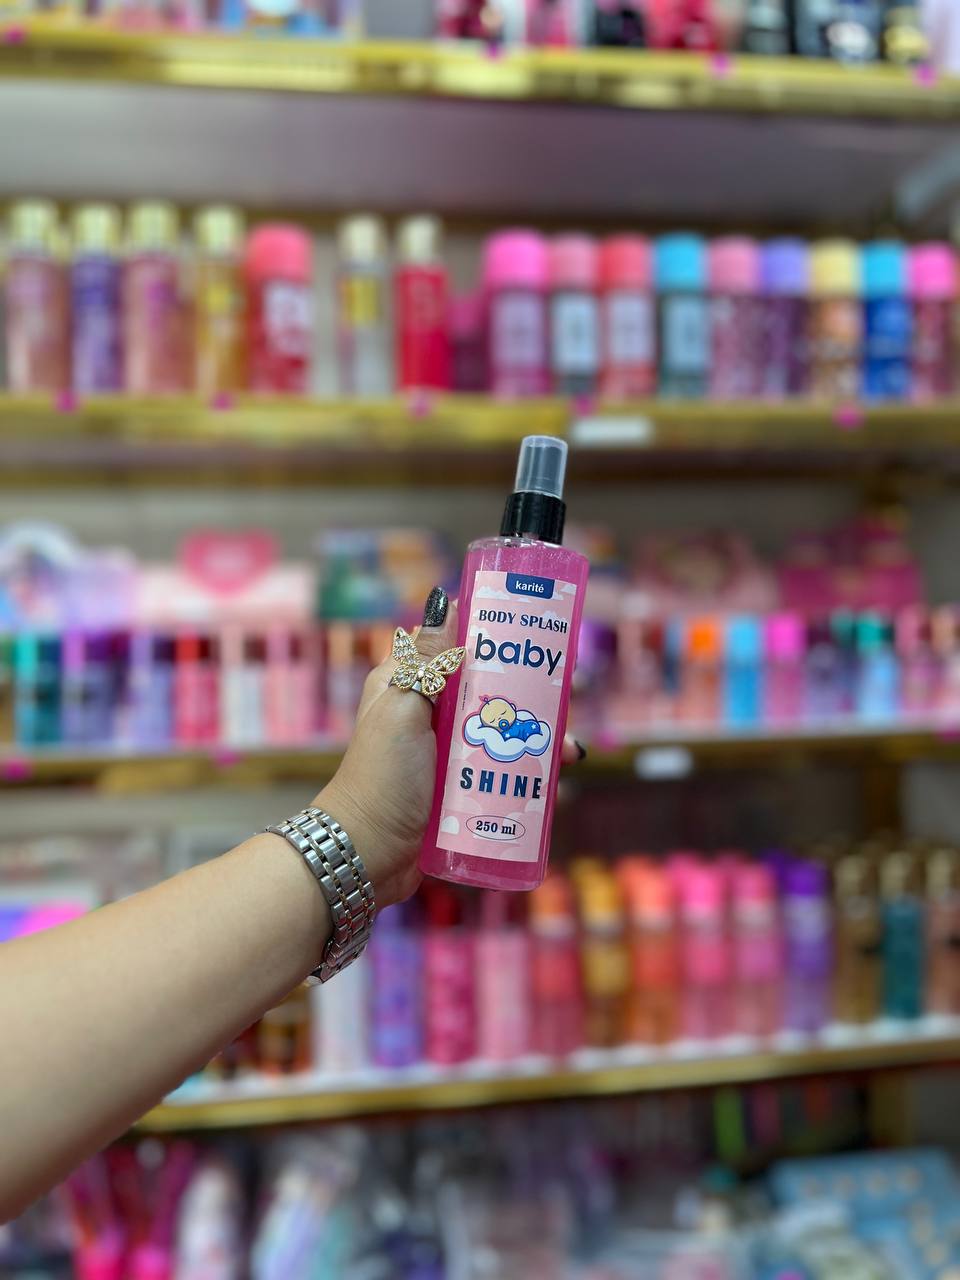 karité
BODY SPLASH
baby
SHINE
250 ml